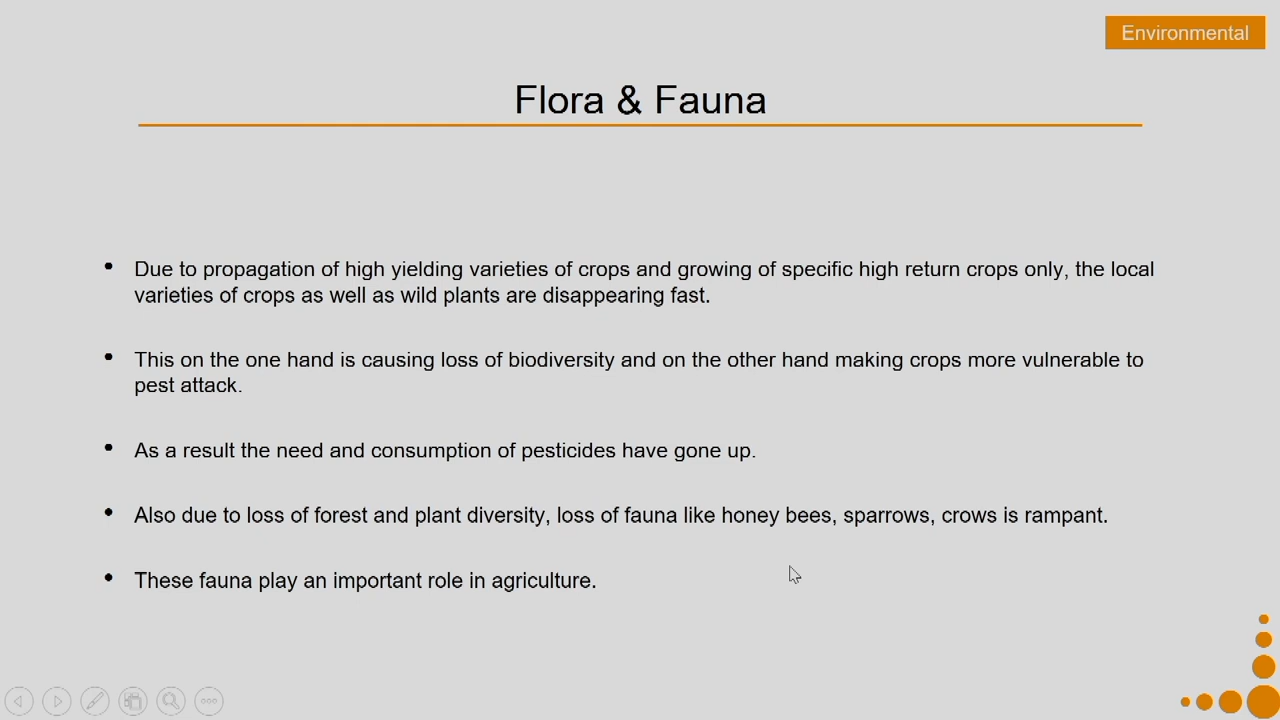 Environmental
Flora & Fauna
• Due to propagation of high yielding varieties of crops and growing of specific high return crops only, the local
varieties of crops as well as wild plants are disappearing fast.
• This on the one hand is causing loss of biodiversity and on the other hand making crops more vulnerable to
pest attack.
• As a result the need and consumption of pesticides have gone up.
• Also due to loss of forest and plant diversity, loss of fauna like honey bees, sparrows, crows is rampant.
• These fauna play an important role in agriculture.